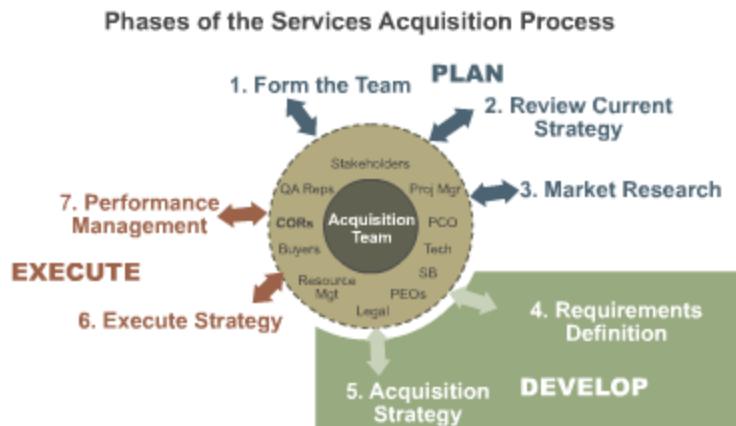 Phases of the Services Acquisition Process
PLAN
1. Form the Team
2. Review Current
Strategy
3. Market Research
Stakeholders
QA Reps
Proj Mgr
CORs
Acquisition
Team
PCO
Buyers
Tech
SB
Resource
Mgt
PEOs
Legal
7. Performance
Management
EXECUTE
6. Execute Strategy
4. Requirements
Definition
5. Acquisition
Strategy
DEVELOP